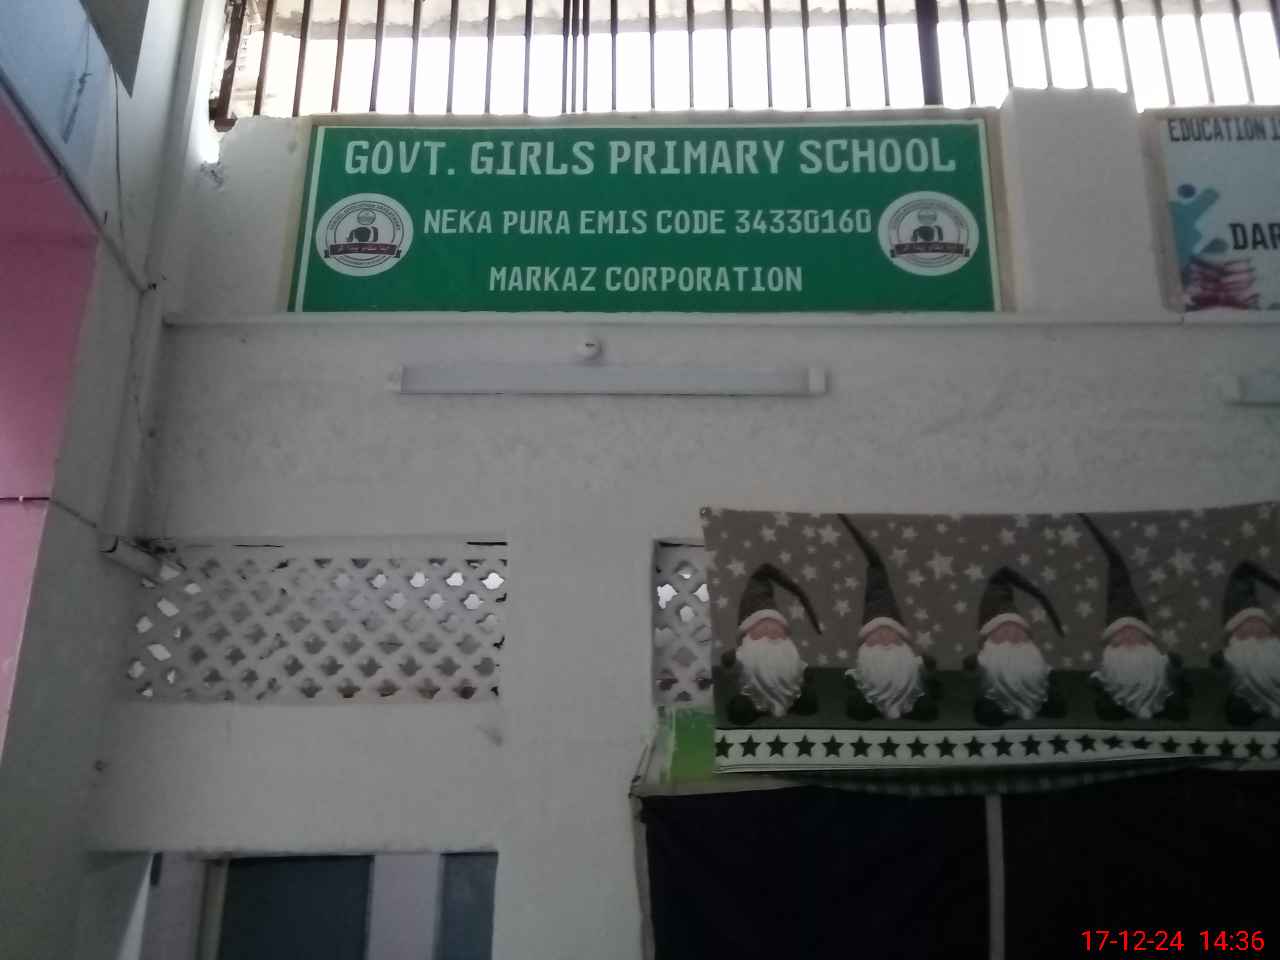 GOVT. GIRLS PRIMARY SCHOOL
NEKA PURA EMIS CODE 34330160
MARKAZ CORPORATION
EDUCATION
DAR
17-12-24 14:36